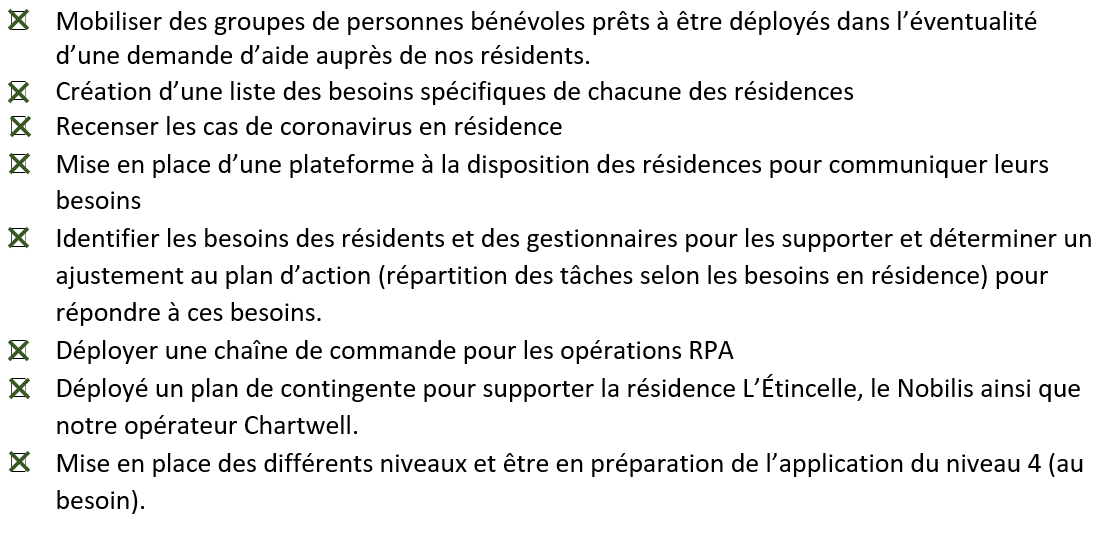 ☒ Mobiliser des groupes de personnes bénévoles prêts à être déployés dans l’éventualité
d’une demande d’aide auprès de nos résidents.
☒ Création d’une liste des besoins spécifiques de chacune des résidences
☒ Recenser les cas de coronavirus en résidence
☒ Mise en place d’une plateforme à la disposition des résidences pour communiquer leurs
besoins
☒ Identifier les besoins des résidents et des gestionnaires pour les supporter et déterminer un
ajustement au plan d’action (répartition des tâches selon les besoins en résidence) pour
répondre à ces besoins.
☒ Déployer une chaîne de commande pour les opérations RPA
☒ Déployé un plan de contingente pour supporter la résidence L’Étincelle, le Nobilis ainsi que
notre opérateur Chartwell.
☒ Mise en place des différents niveaux et être en préparation de l’application du niveau 4 (au
besoin).